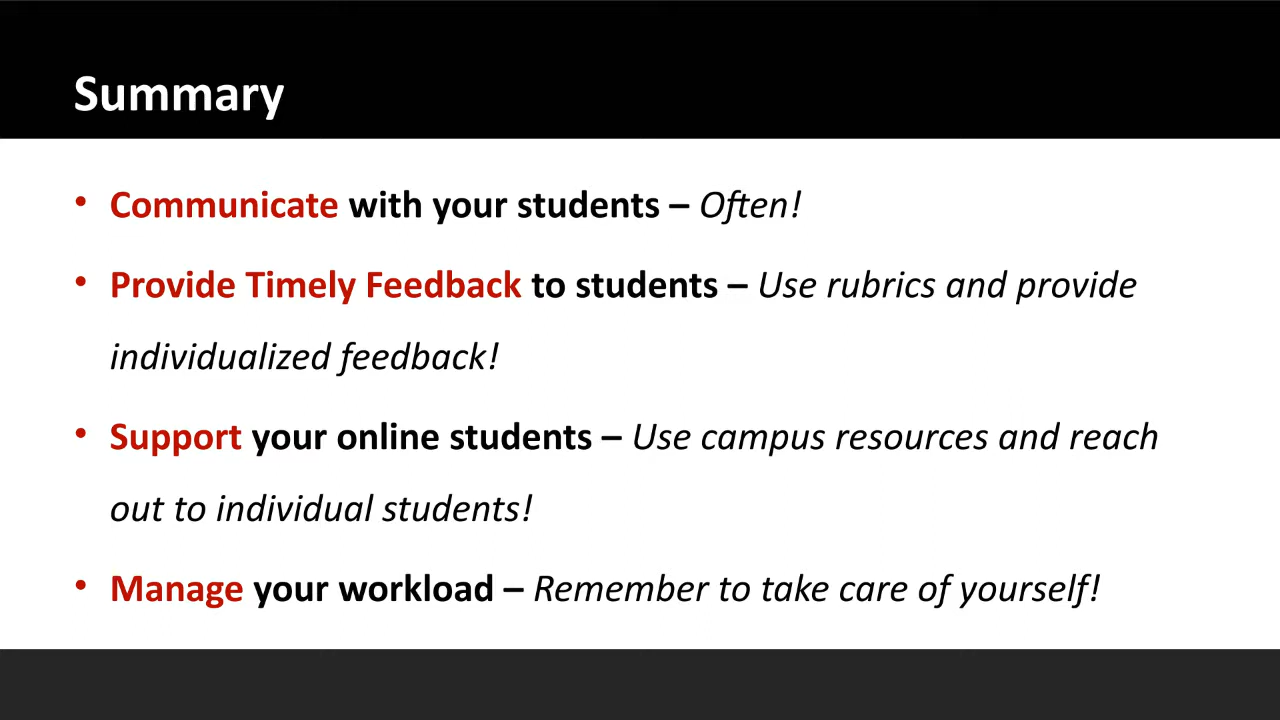 Summary
• Communicate with your students – Often!
• Provide Timely Feedback to students – Use rubrics and provide
individualized feedback!
• Support your online students – Use campus resources and reach
out to individual students!
• Manage your workload – Remember to take care of yourself!